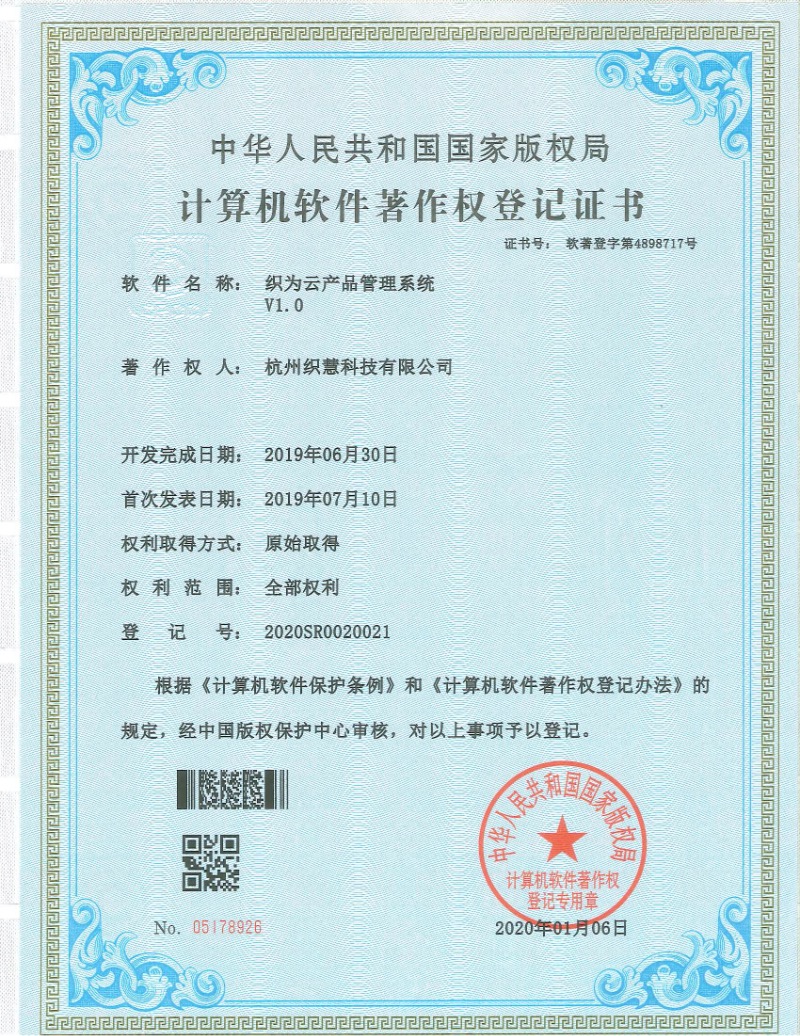 中华人民共和国国家版权局
计算机软件著作权登记证书
证书号： 软著登字第4898717号
软件名称： 织为云产品管理系统
V1.0
著作权人： 杭州织慧科技有限公司
开发完成日期： 2019年06月30日
首次发表日期： 2019年07月10日
权利取得方式： 原始取得
权利范围： 全部权利
登记号： 2020SR0020021
根据《计算机软件保护条例》和《计算机软件著作权登记办法》的
规定，经中国版权保护中心审核，对以上事项予以登记。
中华人民共和国国家版权局
计算机软件著作权
登记专用章
No. 05178926
2020年01月06日